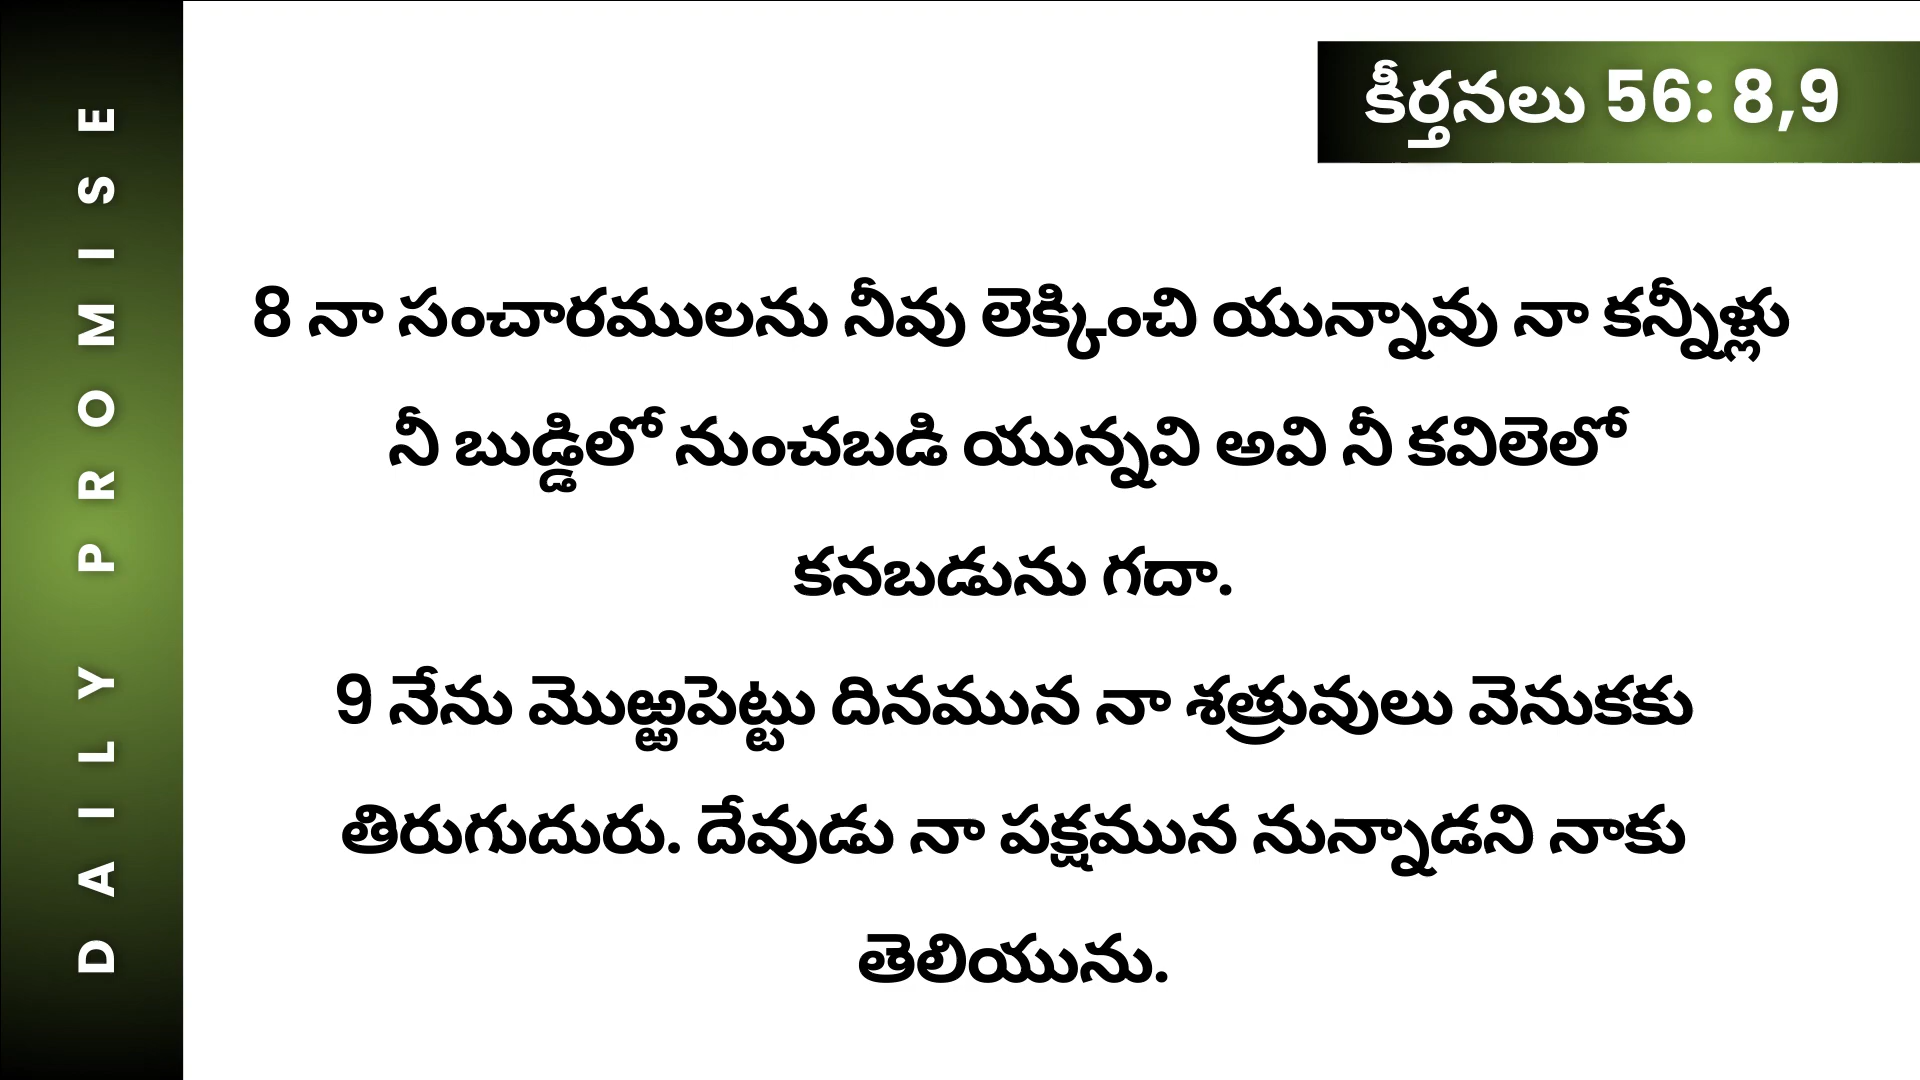 DAILY PROMISE
కీర్తనలు 56: 8,9
8 నా సంచారములను నీవు లెక్కించి యున్నావు నా కన్నీళ్లు
నీ బుడ్డిలో నుంచబడి యున్నవి అవి నీ కవిలెలో
కనబడును గదా.
9 నేను మొఱ్ఱపెట్టు దినమున నా శత్రువులు వెనుకకు
తిరుగుదురు. దేవుడు నా పక్షమున నున్నాడని నాకు
తెలియును.